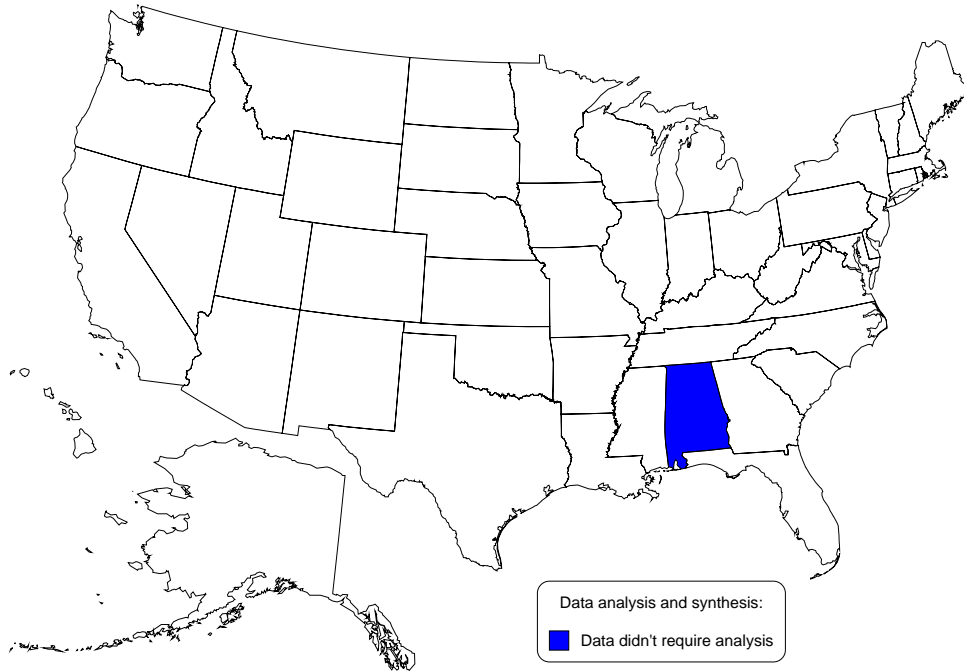 Data analysis and synthesis:
Data didn't require analysis